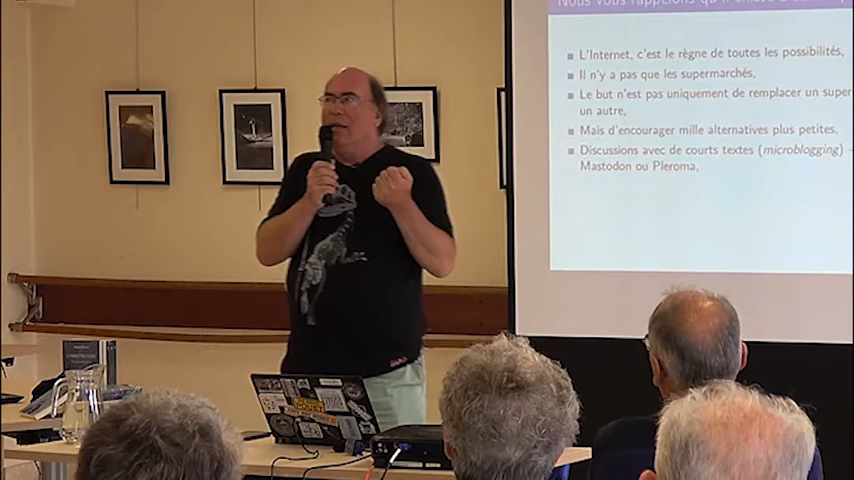 Nous vous rappelons qu'il existe
L'Internet, c'est le règne de toutes les possibilités,
Il n'y a pas que les supermarchés,
Le but n'est pas uniquement de remplacer un super
un autre,
Mais d'encourager mille alternatives plus petites,
Discussions avec de courts textes (microblogging)
Mastodon ou Pleroma,